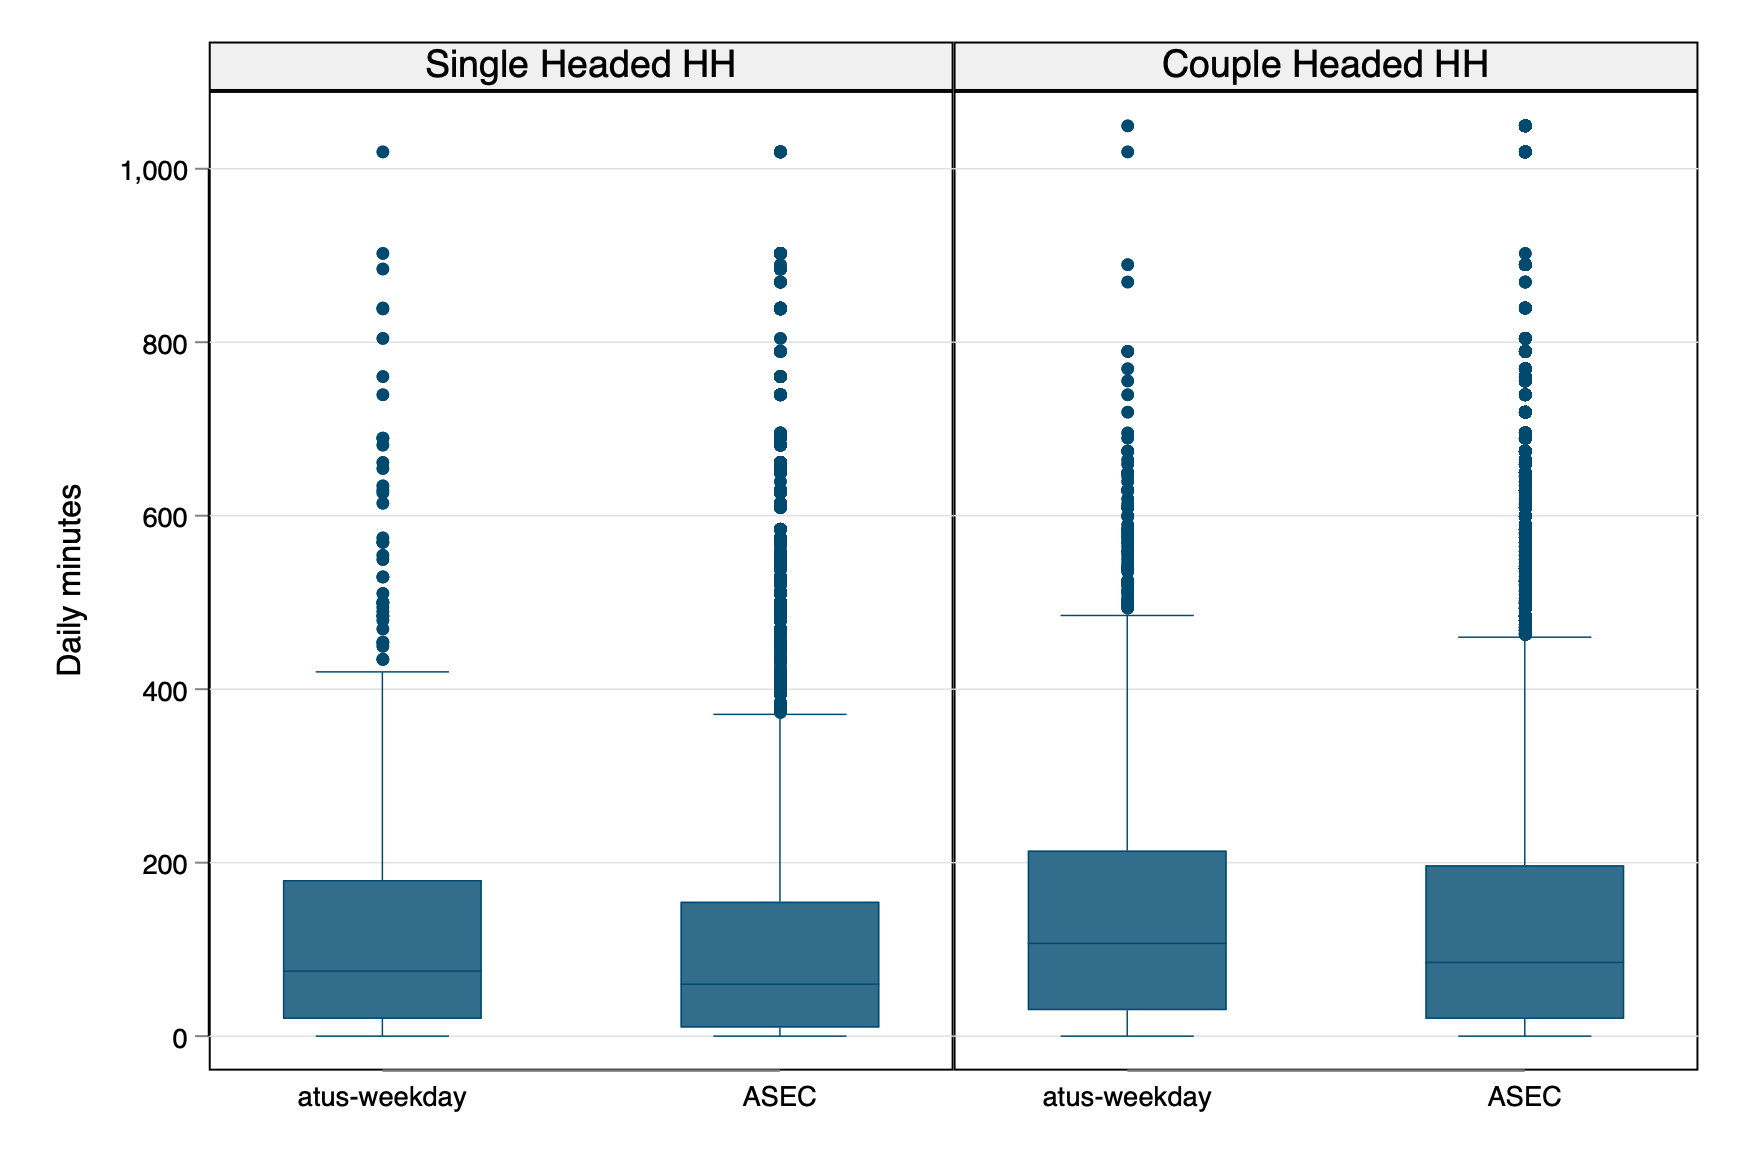 Single Headed HH
Couple Headed HH
Daily minutes
1,000
800
600
400
200
0
atus-weekday
ASEC
atus-weekday
ASEC